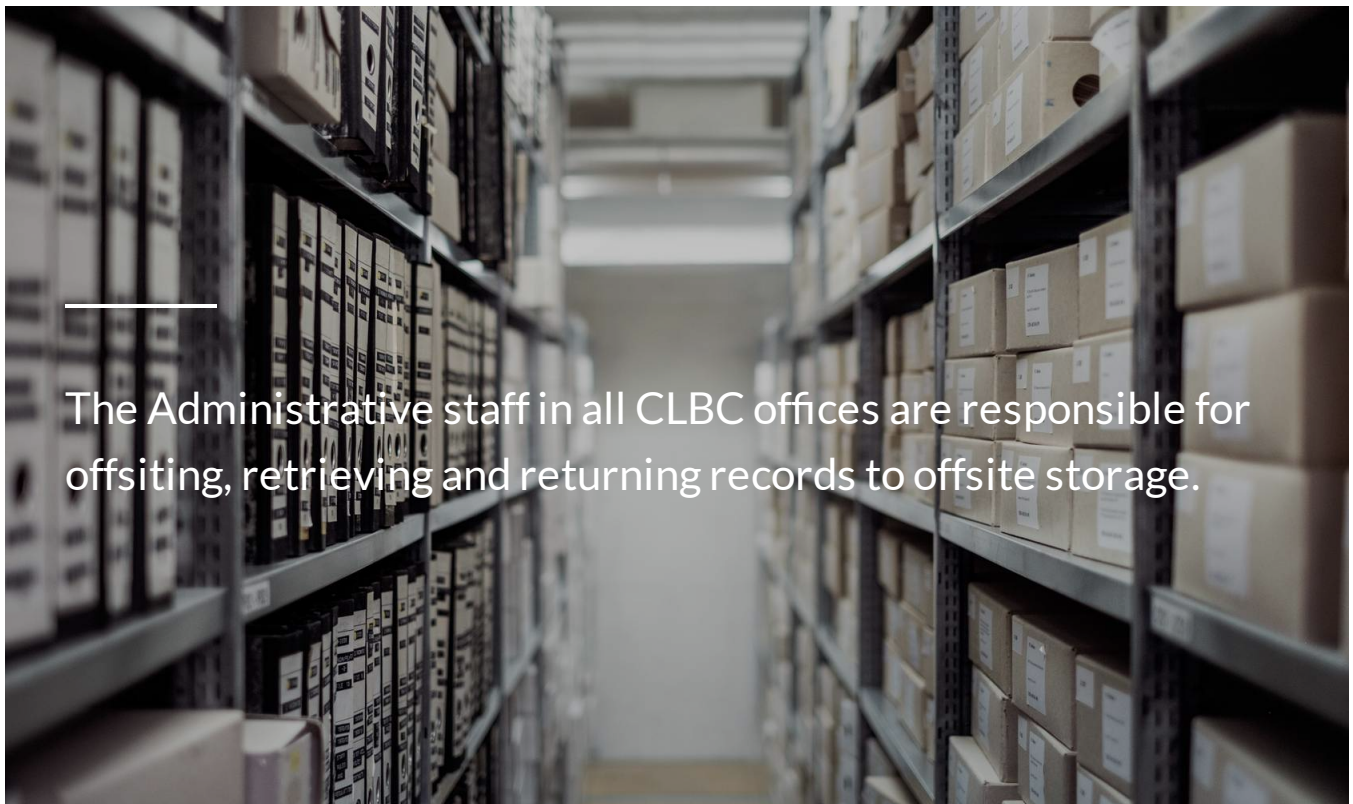 The Administrative staff in all CLBC offices are responsible for
offsiting, retrieving and returning records to offsite storage.